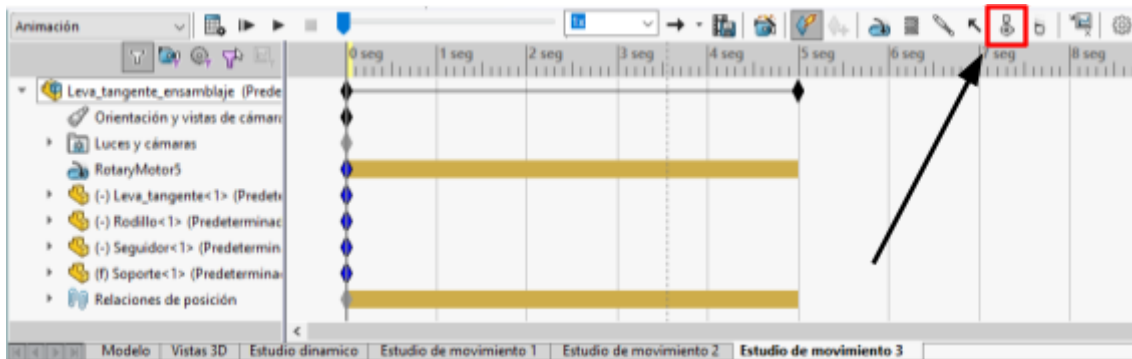 Animación
1x
0 seg 1 seg 2 seg 3 seg 4 seg 5 seg 6 seg 7 seg 8 seg
Leva_tangente_ensamblaje (Prede
Orientación y vistas de cámara
Luces y cámaras
RotaryMotor5
(-) Leva_tangente<1> (Predete
(-) Rodillo<1> (Predeterminac
(-) Seguidor<1> (Predetermin
(f) Soporte<1> (Predetermina
Relaciones de posición
Modelo Vistas 3D Estudio dinamico Estudio de movimiento 1 Estudio de movimiento 2 Estudio de movimiento 3